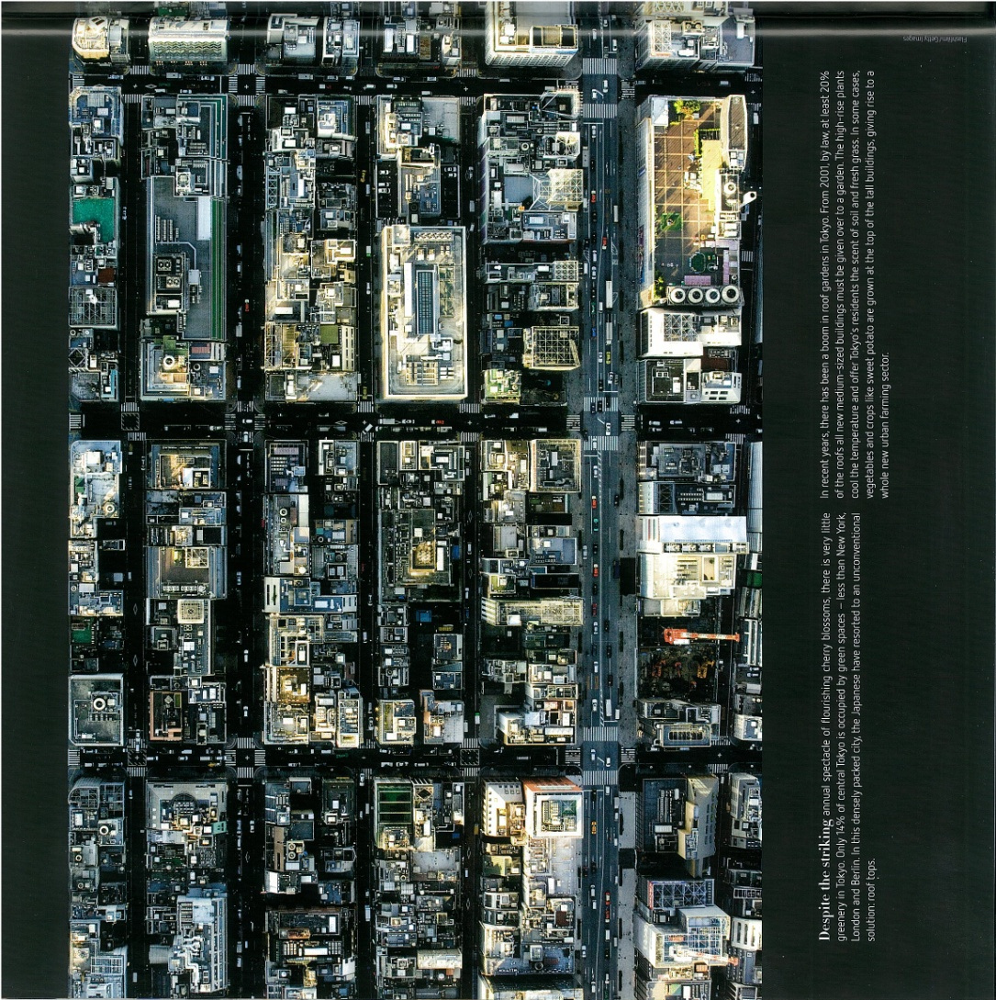 Despite the striking annual spectacle of flourishing cherry blossoms, there is very little
greenery in Tokyo. Only 14% of central Tokyo is occupied by green spaces – less than New York,
London and Berlin. In this densely packed city, the Japanese have resorted to an unconventional
solution: roof tops.
In recent years, there has been a boom in roof gardens in Tokyo. From 2001, by law, at least 20%
of the roofs all new medium-sized buildings must be given over to a garden. The high-rise plants
cool the temperature and offer Tokyo's residents the scent of soil and fresh grass. In some cases,
vegetables and crops like sweet potato are grown at the top of the tall buildings, giving rise to a
whole new urban farming sector.
Flashfilm/Getty Images